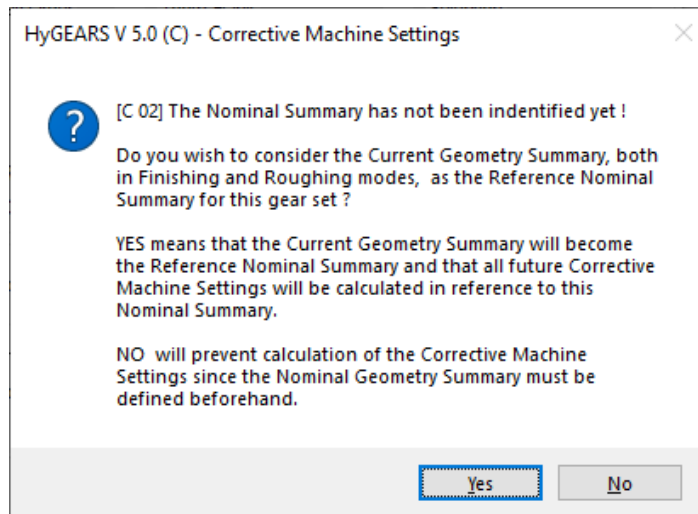 HyGEARS V 5.0 (C) - Corrective Machine Settings
[C 02] The Nominal Summary has not been indentified yet !
Do you wish to consider the Current Geometry Summary, both
in Finishing and Roughing modes,  as the Reference Nominal
Summary for this gear set ?
YES means that the Current Geometry Summary will become
the Reference Nominal Summary and that all future Corrective
Machine Settings will be calculated in reference to this
Nominal Summary.
NO  will prevent calculation of the Corrective Machine
Settings since the Nominal Geometry Summary must be
defined beforehand.
Yes No